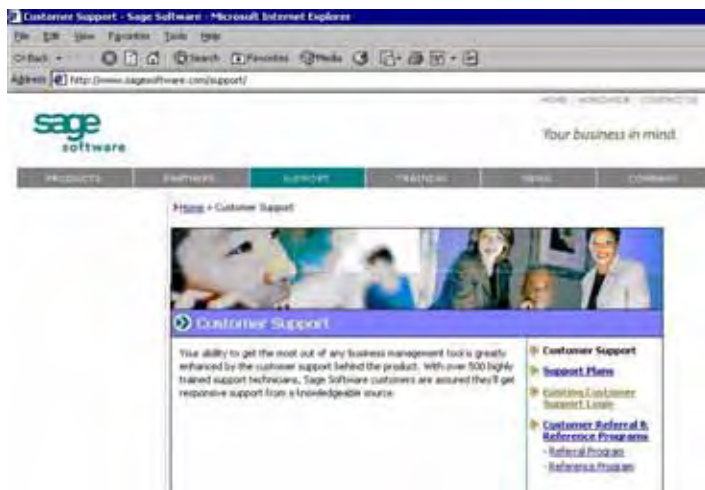 Customer Support - Sage Software - Microsoft Internet Explorer
File Edit View Favorites Tools Help
Back Search Favorites Media
Address http://www.sagesoftware.com/support/
HOME WORLDWIDE CONTACT US
sage
software
Your business in mind.
PRODUCTS PARTNERS SUPPORT TRAINING NEWS COMPANY
Home > Customer Support
Customer Support
Your ability to get the most out of any business management tool is greatly
enhanced by the customer support behind the product. With over 500 highly
trained support technicians, Sage Software customers are assured they'll get
responsive support from a knowledgeable source.
Customer Support
Support Plans
Existing Customer
Support Login
Customer Referral &
Reference Programs
- Referral Program
- Reference Program